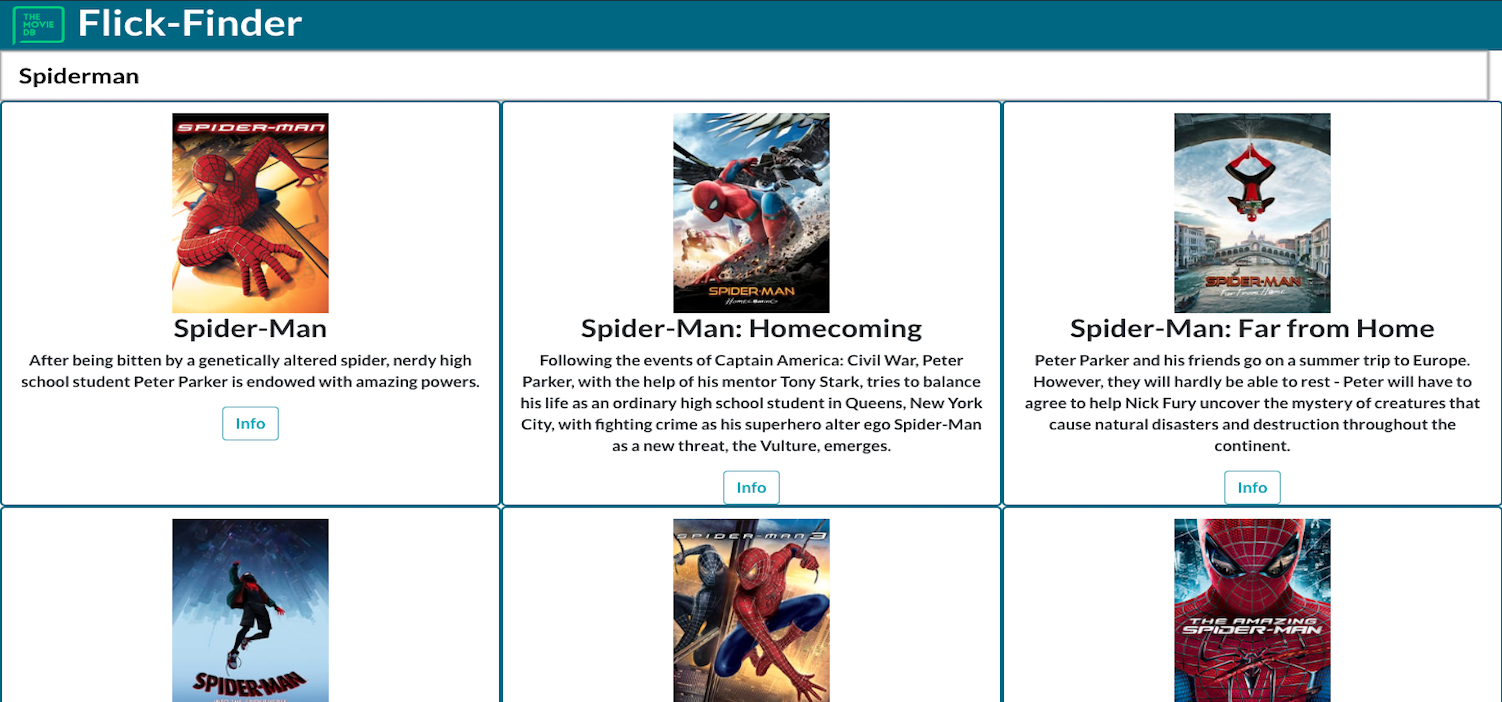 THE
MOVIE
DB
Flick-Finder
Spiderman
SPIDER-MAN
Spider-Man
After being bitten by a genetically altered spider, nerdy high
school student Peter Parker is endowed with amazing powers.
Info
SPIDER-MAN
HOMECOMING
Spider-Man: Homecoming
Following the events of Captain America: Civil War, Peter
Parker, with the help of his mentor Tony Stark, tries to balance
his life as an ordinary high school student in Queens, New York
City, with fighting crime as his superhero alter ego Spider-Man
as a new threat, the Vulture, emerges.
Info
SPIDER-MAN
Far From Home
Spider-Man: Far from Home
Peter Parker and his friends go on a summer trip to Europe.
However, they will hardly be able to rest - Peter will have to
agree to help Nick Fury uncover the mystery of creatures that
cause natural disasters and destruction throughout the
continent.
Info
SPIDER-MAN
SPIDER-MAN 3
THE AMAZING
SPIDER-MAN